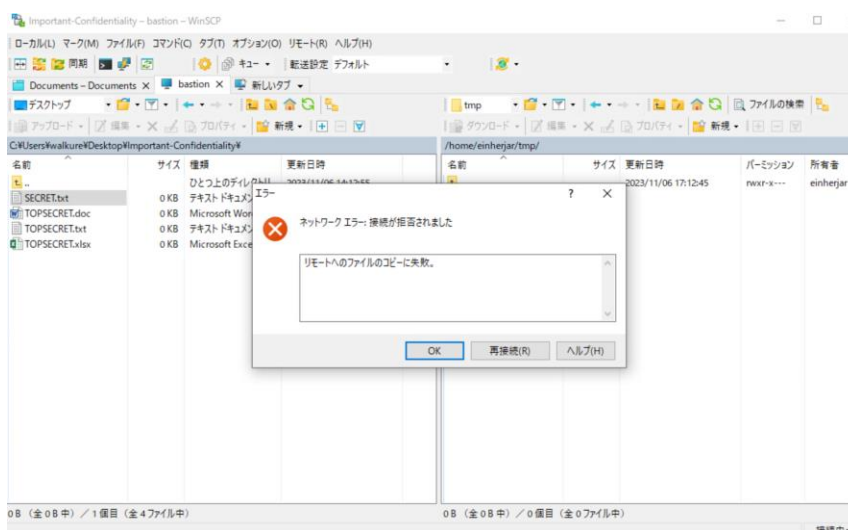 Important-Confidentiality – bastion – WinSCP
ローカル(L) マーク(M) ファイル(F) コマンド(C) タブ(T) オプション(O) リモート(R) ヘルプ(H)
同期 キュー 転送設定 デフォルト
Documents – Documents × bastion × 新しいタブ
デスクトップ
tmp ファイルの検索
アップロード 編集 プロパティ 新規
ダウンロード 編集 プロパティ 新規
C:¥Users¥walkure¥Desktop¥Important-Confidentiality¥
/home/einherjar/tmp/
名前 サイズ 種類 更新日時
名前 サイズ 更新日時 パーミッション 所有者
.. ひとつ上のディレクトリ 2023/11/06 14:12:55
2023/11/06 17:12:45 rwxr-x--- einherjar
SECRET.txt 0 KB テキスト ドキュメ
TOPSECRET.doc 0 KB Microsoft Wor
TOPSECRET.txt 0 KB テキスト ドキュメ
TOPSECRET.xlsx 0 KB Microsoft Exce
エラー ? ×
ネットワーク エラー: 接続が拒否されました
リモートへのファイルのコピーに失敗。
OK 再接続(R) ヘルプ(H)
0 B (全 0 B 中) / 1 個目 (全 4 ファイル中)
0 B (全 0 B 中) / 0 個目 (全 0 ファイル中)